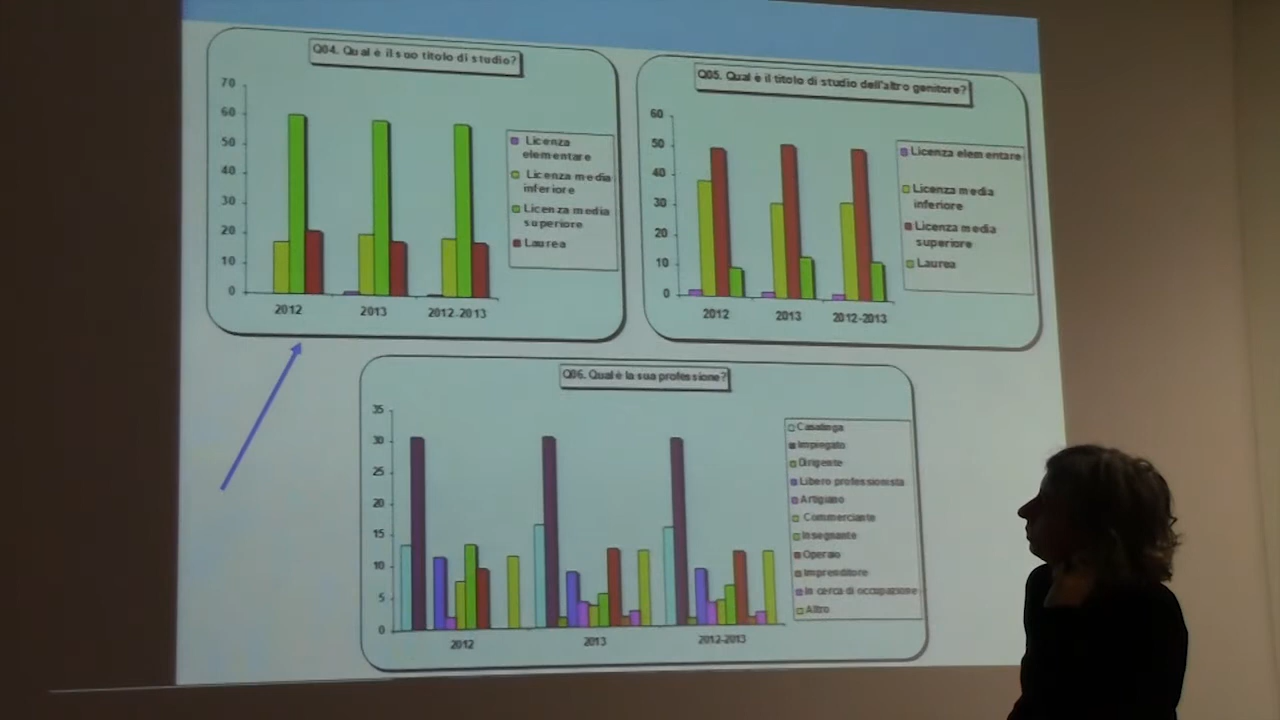 Q04. Qual è il suo titolo di studio?
70
60
50
40
30
20
10
0
2012
2013
2012-2013
Licenza
elementare
Licenza media
inferiore
Licenza media
superiore
Laurea
Q05. Qual è il titolo di studio dell'altro genitore?
60
50
40
30
20
10
0
2012
2013
2012-2013
Licenza elementare
Licenza media
inferiore
Licenza media
superiore
Laurea
Q06. Qual è la sua professione?
35
30
25
20
15
10
5
0
2012
2013
2012-2013
Casalinga
Impiegato
Dirigente
Libero professionista
Artigiano
Commerciante
Insegnante
Operaio
Imprenditore
In cerca di occupazione
Altro